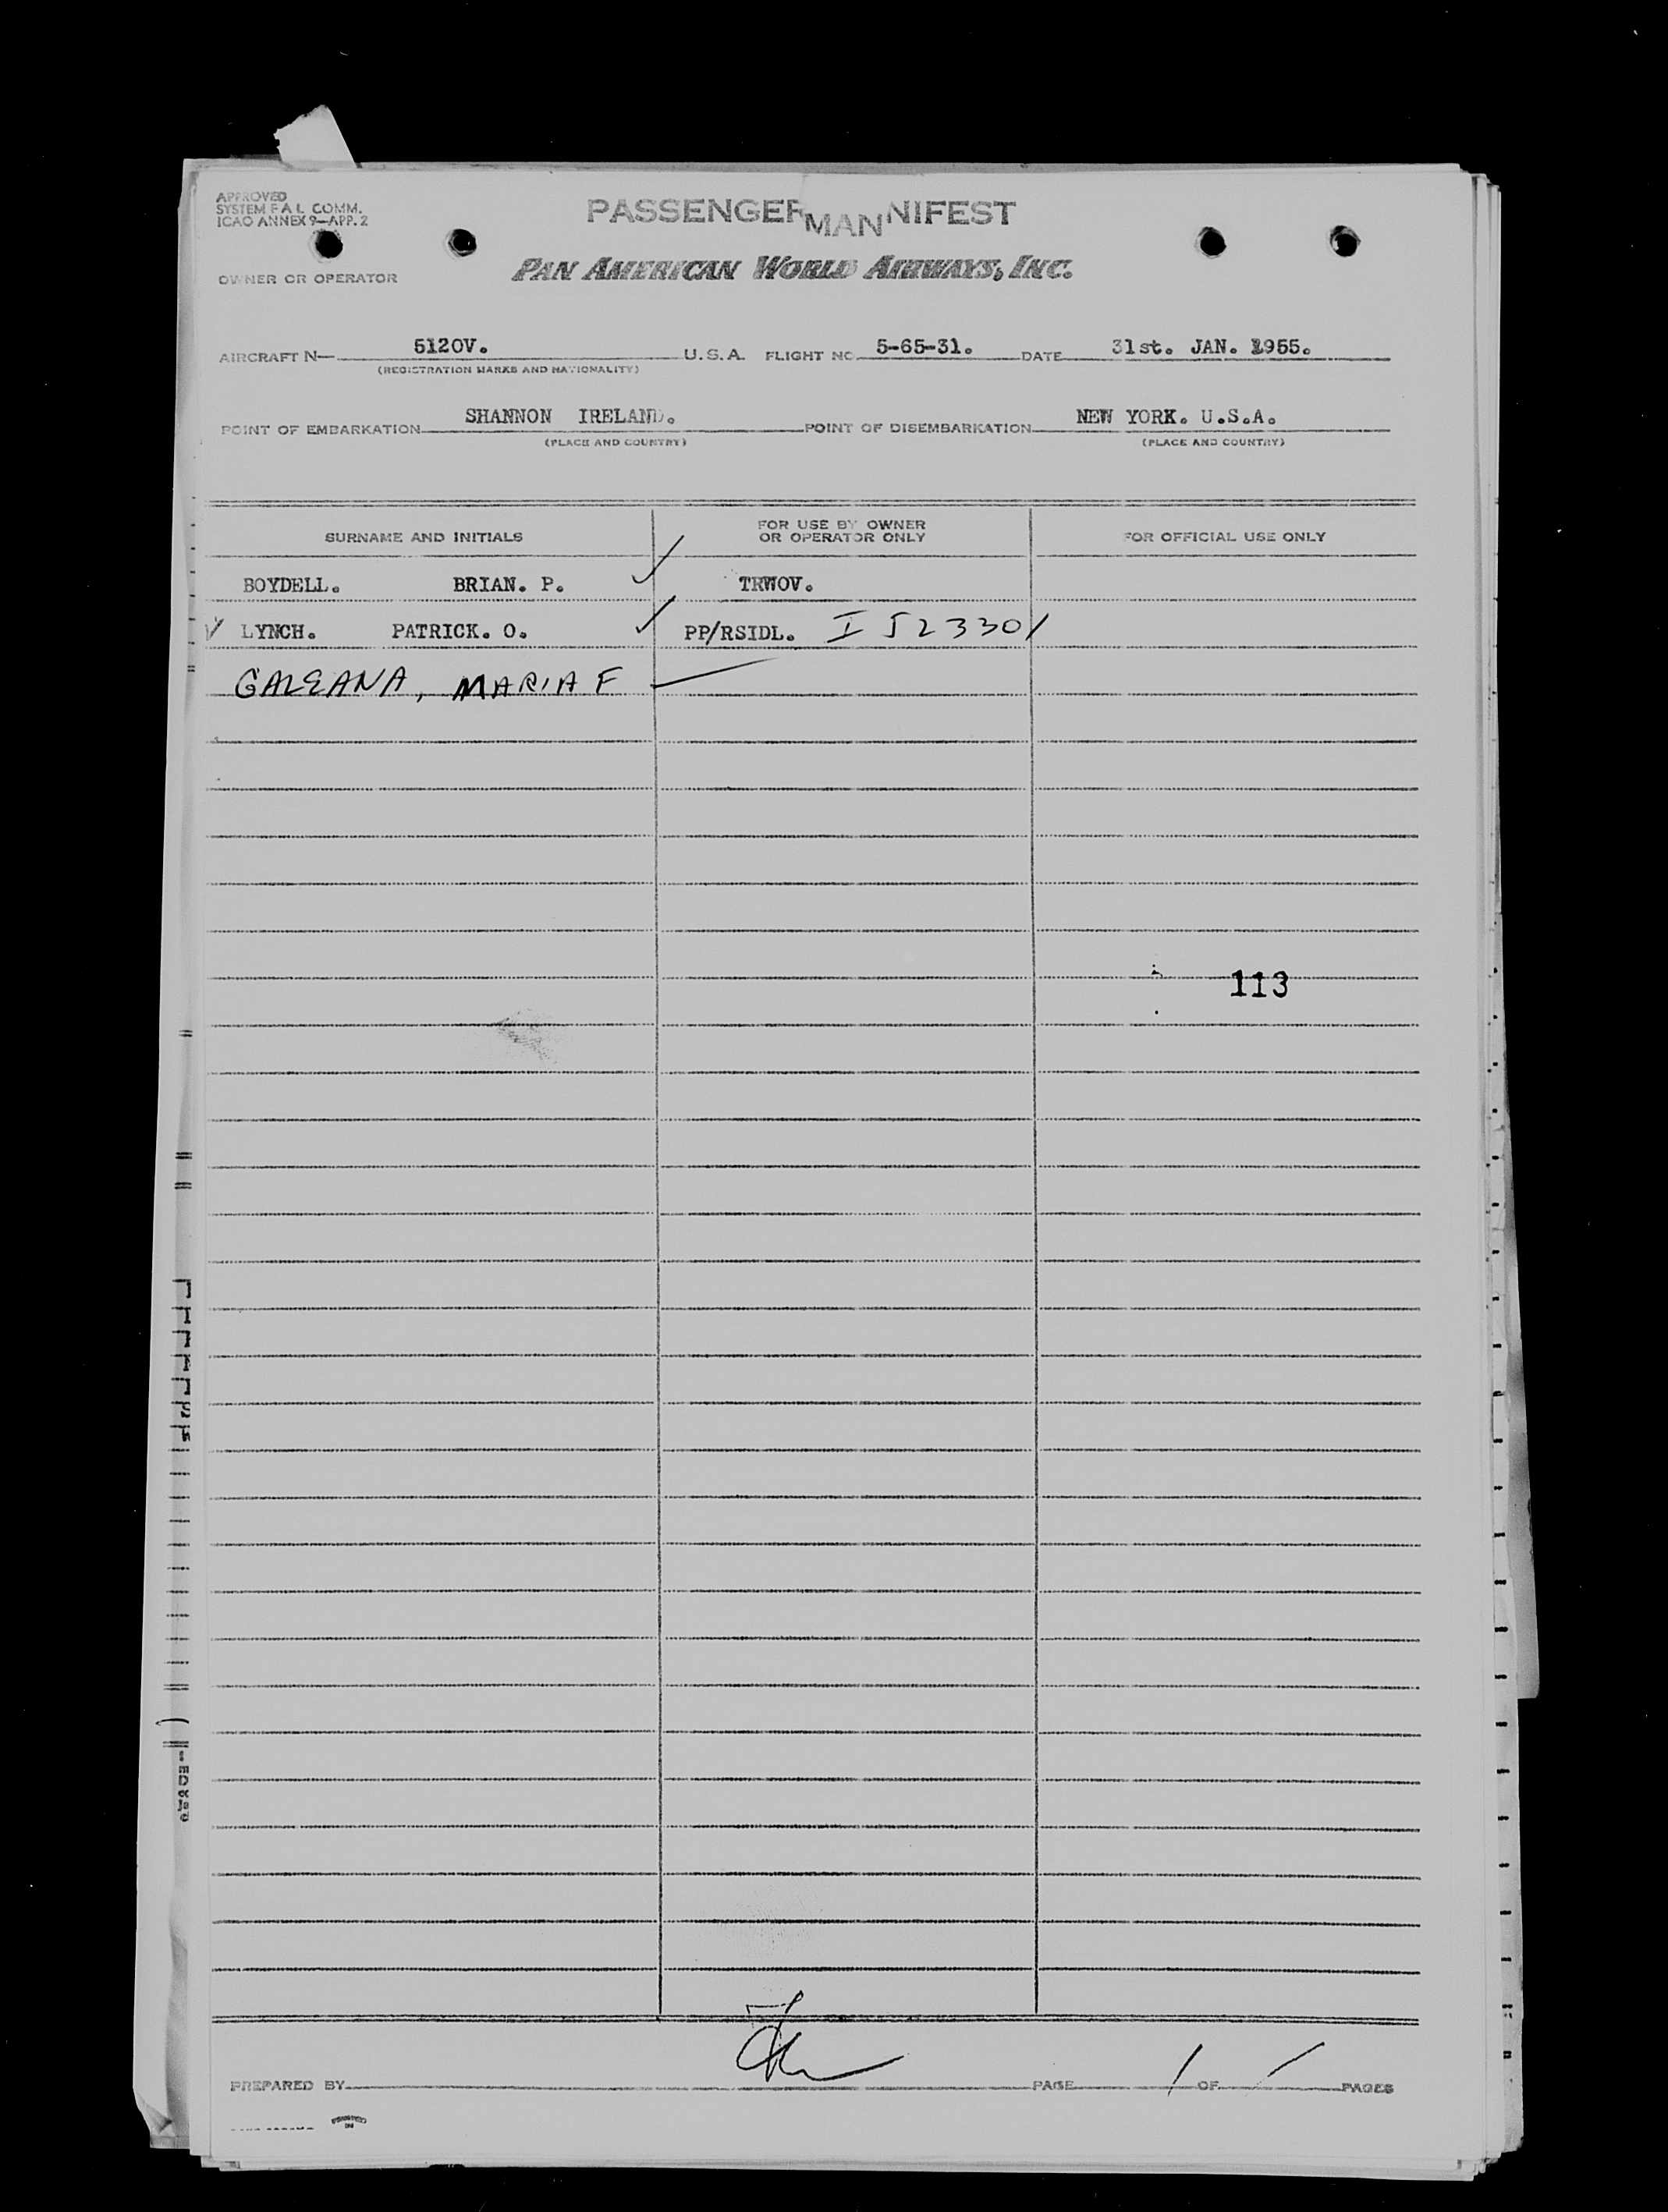 APPROVED
SYSTEM F A L COMM.
ICAO ANNEX 9—APP. 2
PASSENGER MANNIFEST
OWNER OR OPERATOR
PAN AMERICAN WORLD AIRWAYS, INC.
AIRCRAFT N— 5120V. U.S.A. FLIGHT NO 5-65-31. DATE 31st. JAN. 1955.
(REGISTRATION MARKS AND NATIONALITY)
POINT OF EMBARKATION SHANNON IRELAND. POINT OF DISEMBARKATION NEW YORK. U.S.A.
(PLACE AND COUNTRY) (PLACE AND COUNTRY)
SURNAME AND INITIALS FOR USE BY OWNER OR OPERATOR ONLY FOR OFFICIAL USE ONLY
BOYDELL. BRIAN. P. ✓ TRWOV.
✓ LYNCH. PATRICK. O. ✓ PP/RSIDL. I 523301
GALEANA, MARIA F
113
PREPARED BY PAGE 1 OF 1 PAGES
PRINTED
IN